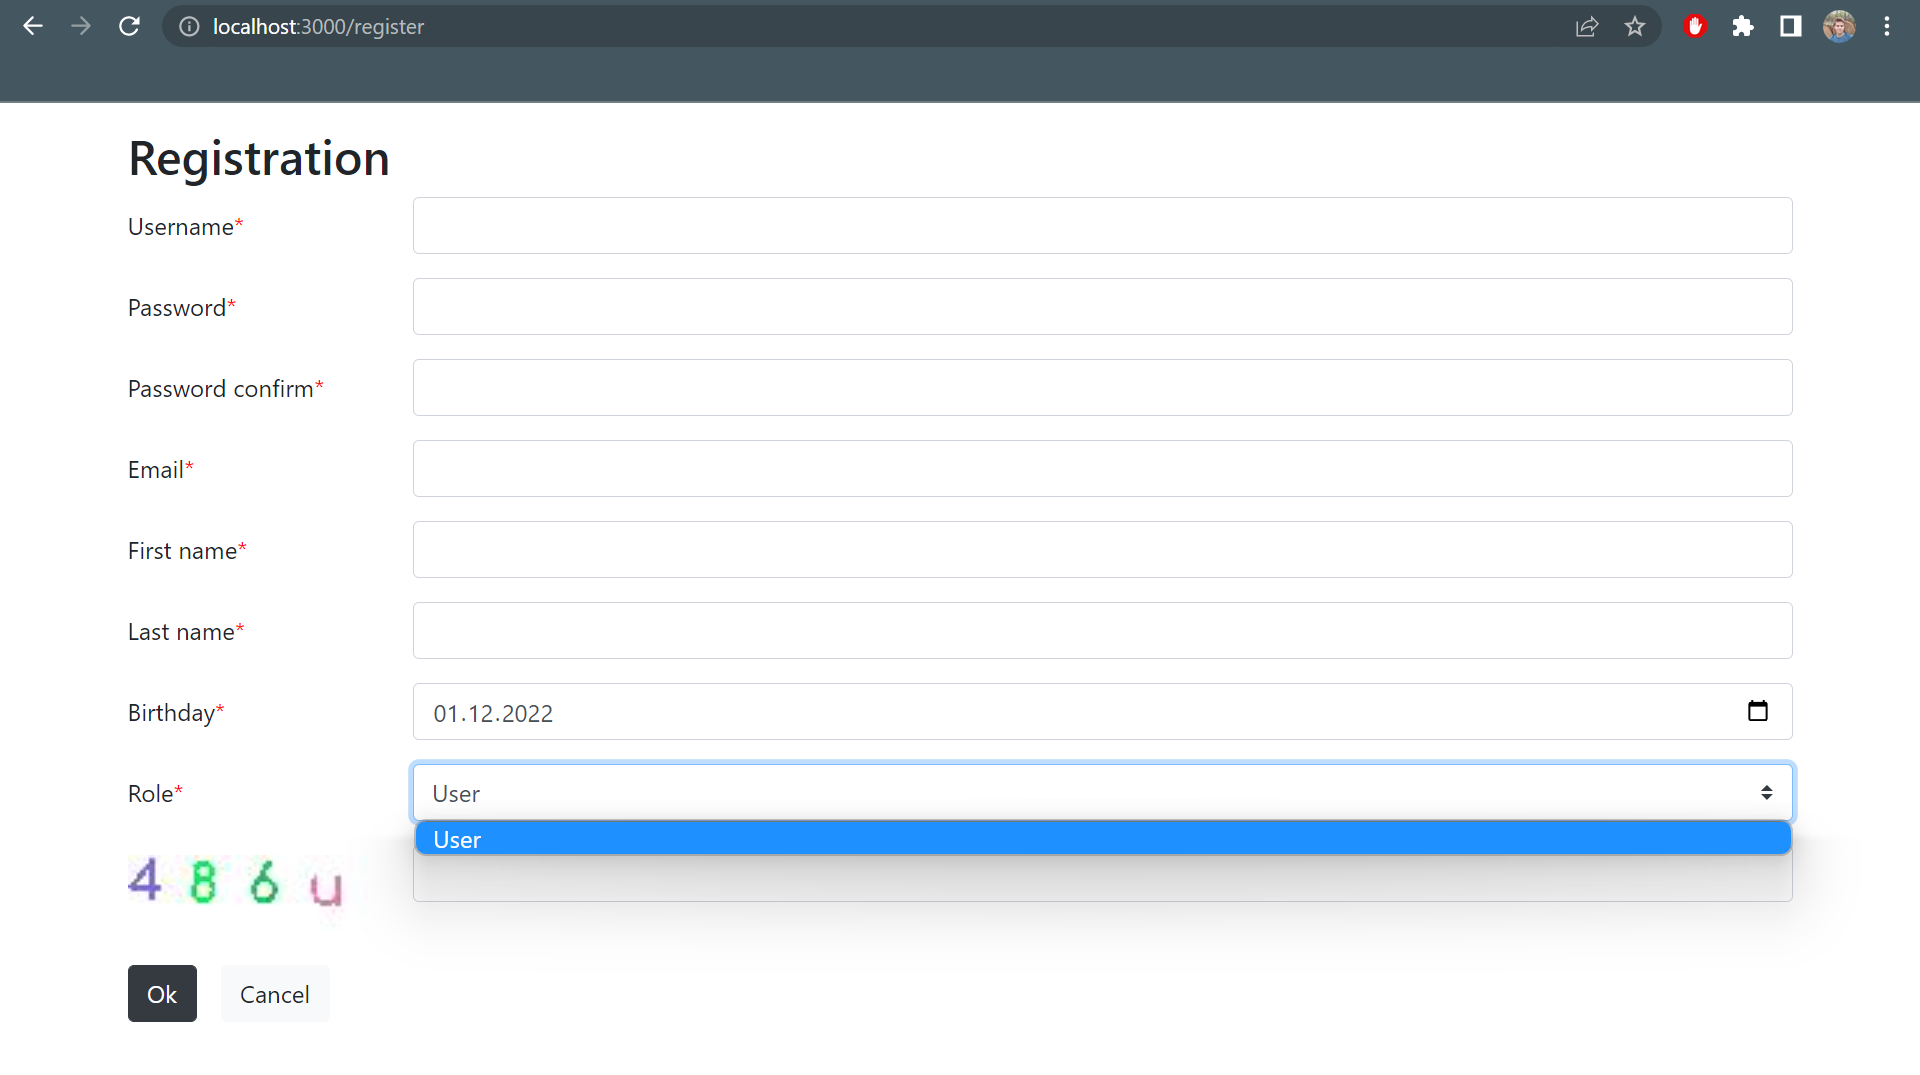 localhost:3000/register
Registration
Username*
Password*
Password confirm*
Email*
First name*
Last name*
Birthday* 01.12.2022
Role* User
User
4 8 6 u
Ok Cancel